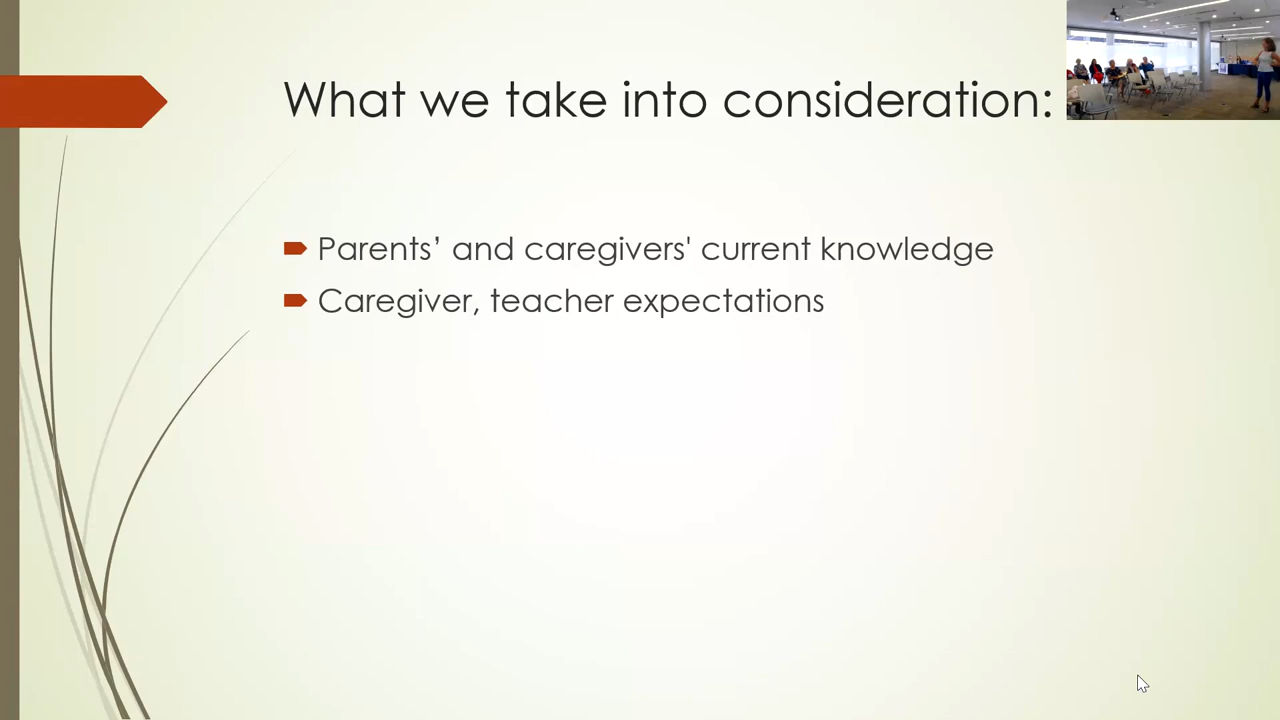 What we take into consideration:
Parents’ and caregivers' current knowledge
Caregiver, teacher expectations